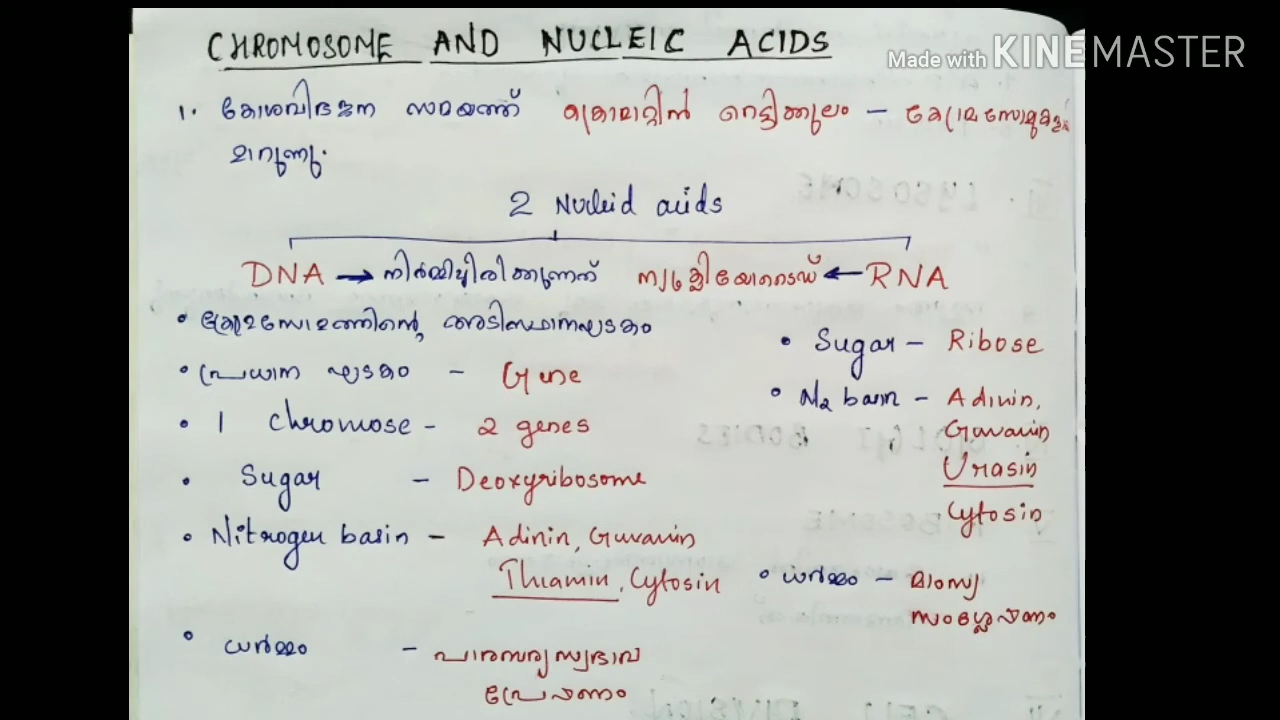 CHROMOSOME AND NUCLEIC ACIDS
Made with KINEMASTER
1. കോശവിഭജന സമയത്ത് ക്രൊമാറ്റിൻ റെട്ടിക്കുലം - ക്രോമസോമുകളായി
മാറുന്നു.
2 Nucleid acids
DNA → നിർമ്മിച്ചിരിക്കുന്നത് ന്യൂക്ലിയോടൈഡ് ← RNA
• ക്രോമസോമത്തിന്റെ അടിസ്ഥാനഘടകം
• പ്രധാന ഘടകം - Gene
• 1 Chromose - 2 genes
• Sugar - Deoxyribosome
• Nitrogen basin - Adinin, Guvanin
Thiamin, Cytosin
• ധർമ്മം - പാരമ്പര്യസ്വഭാവ
പ്രേഷണം
• Sugar - Ribose
• N2 basin - Adinin,
Guvanin
Urasin
Cytosin
• ധർമ്മം - മാംസ്യ
സംശ്ലേഷണം